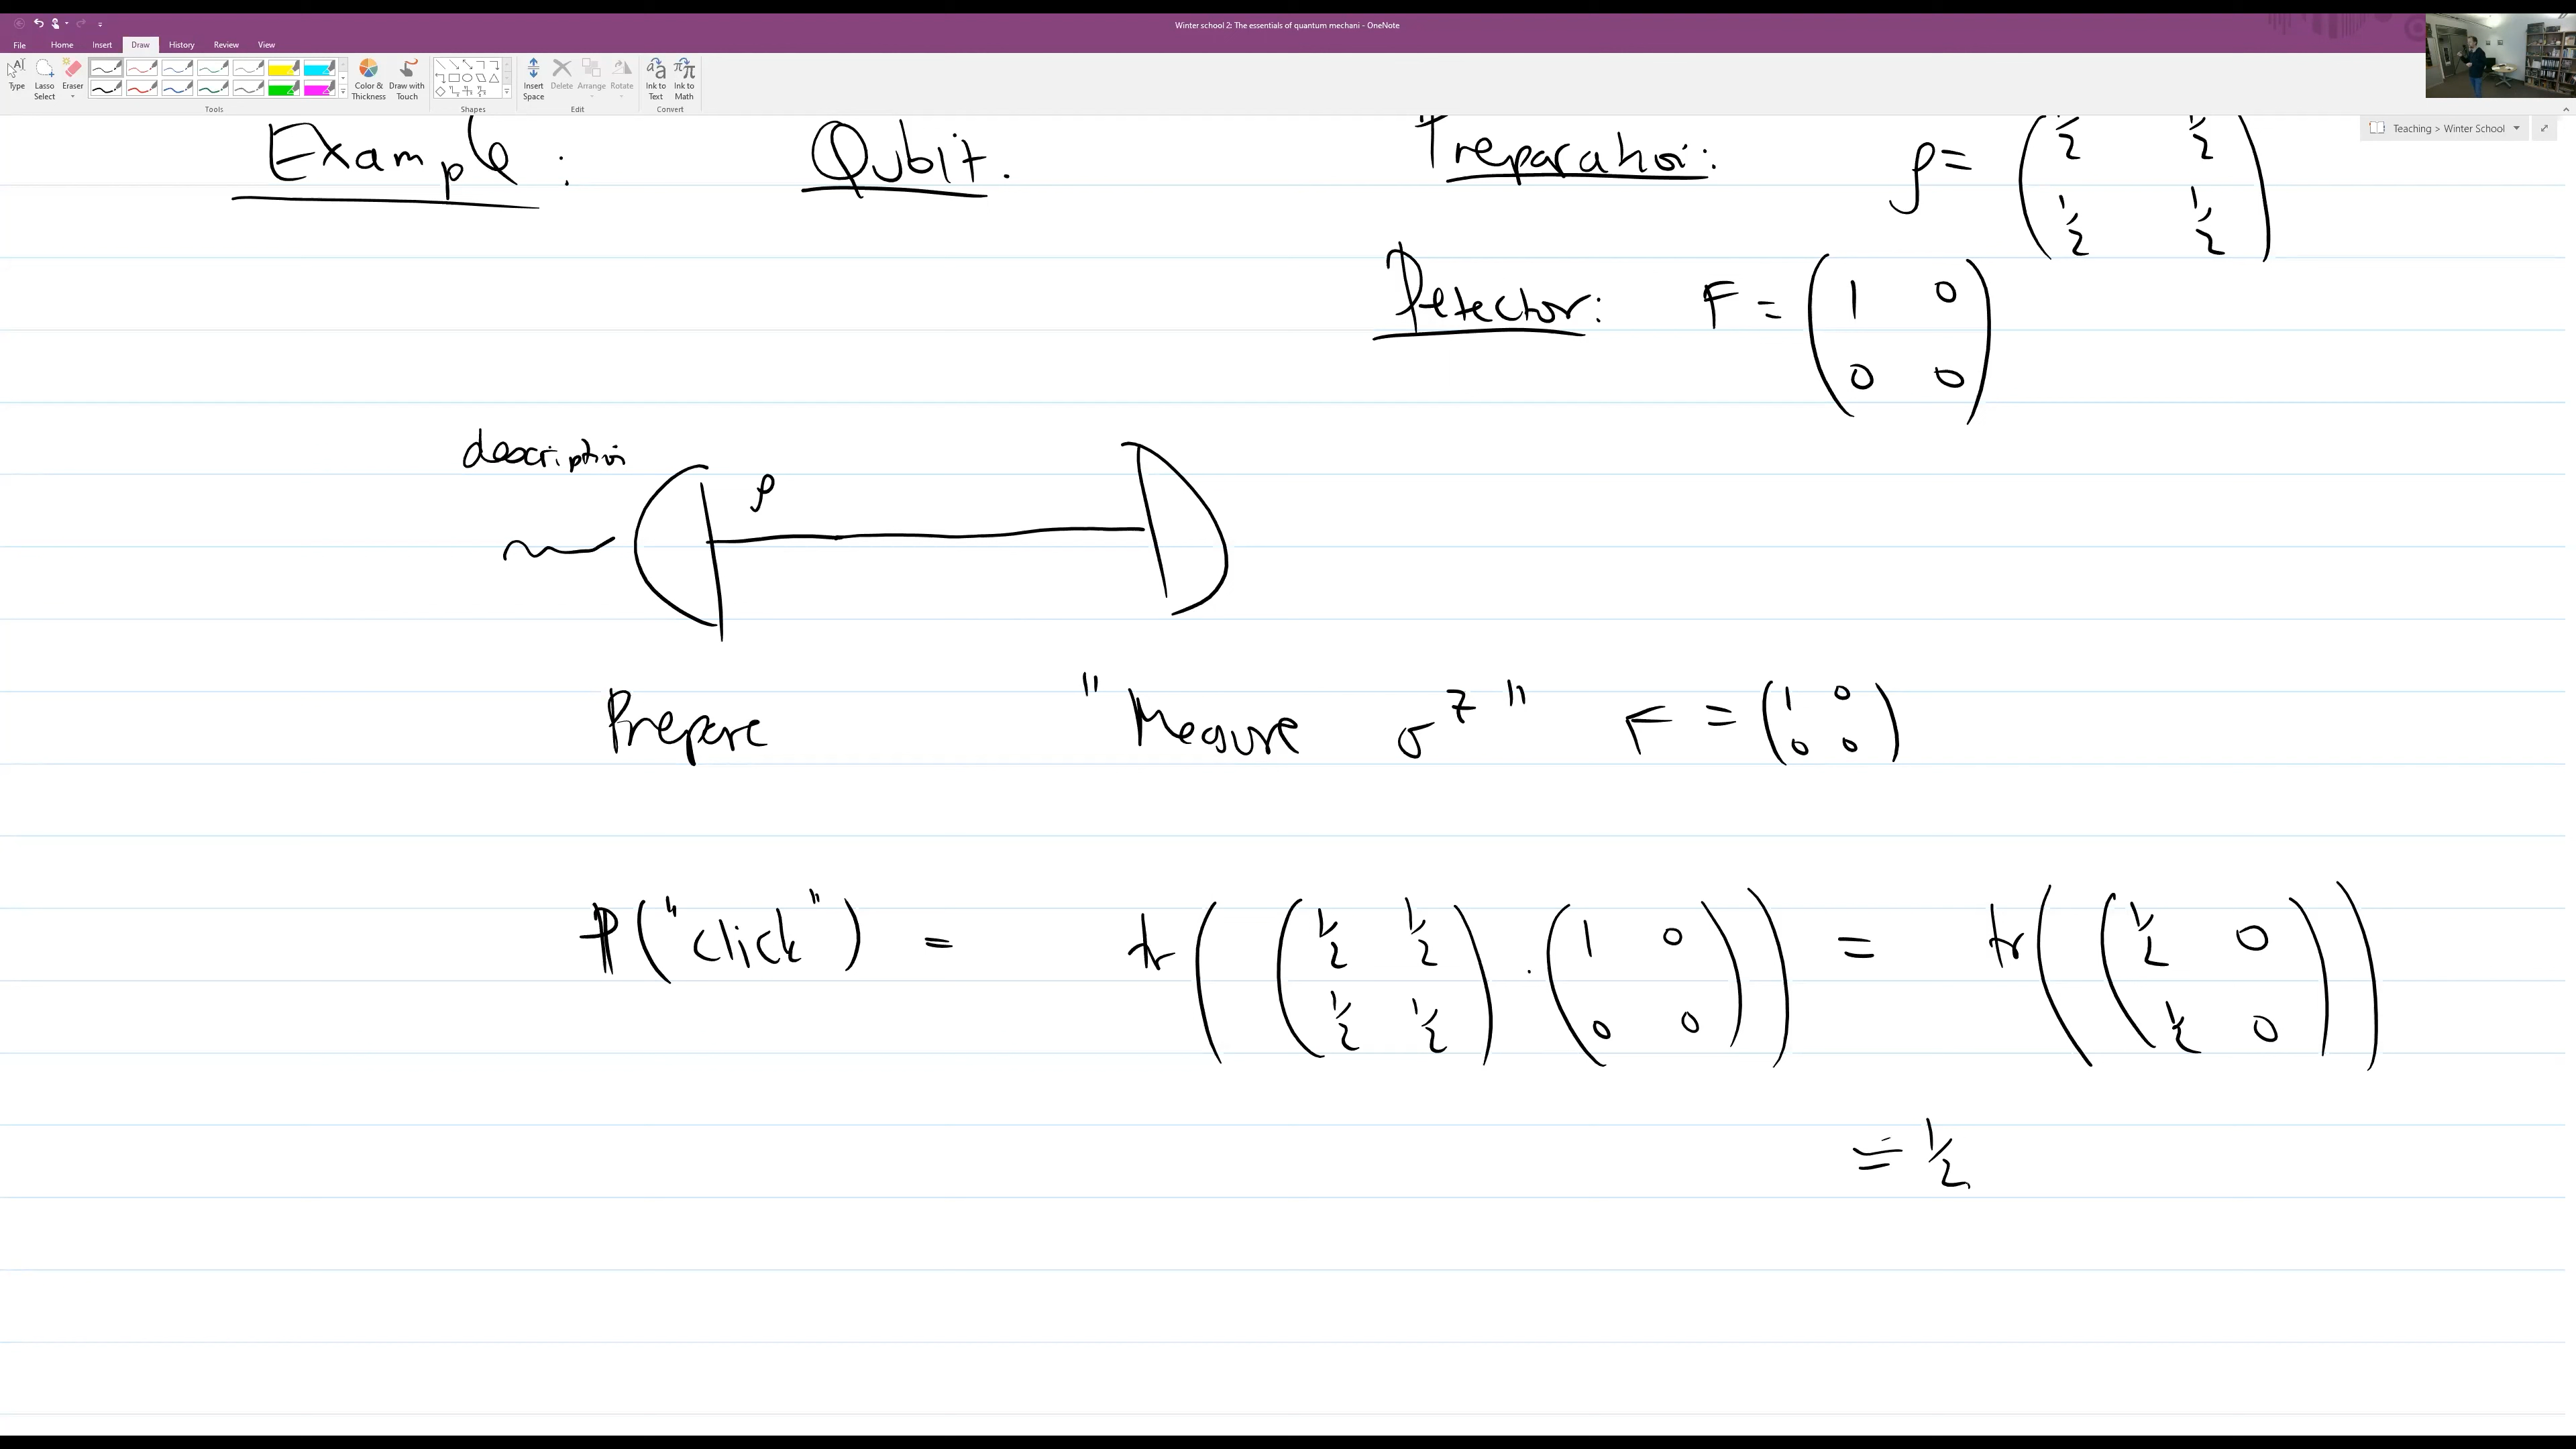 Winter school 2: The essentials of quantum mechani - OneNote
File Home Insert Draw History Review View
Type Lasso Select Eraser Color & Thickness Draw with Touch Insert Space Delete Arrange Rotate Ink to Text Ink to Math
Tools Shapes Edit Convert
Teaching > Winter School
Example: Qubit. Preparation: ρ = (1/2 1/2
1/2 1/2)
Detector: F = (1 0
0 0)
description
ρ
Prepare "Measure σ^z" F = (1 0
0 0)
P("click") = tr((1/2 1/2 · (1 0 = tr((1/2 0
1/2 1/2) 0 0)) 1/2 0))
= 1/2